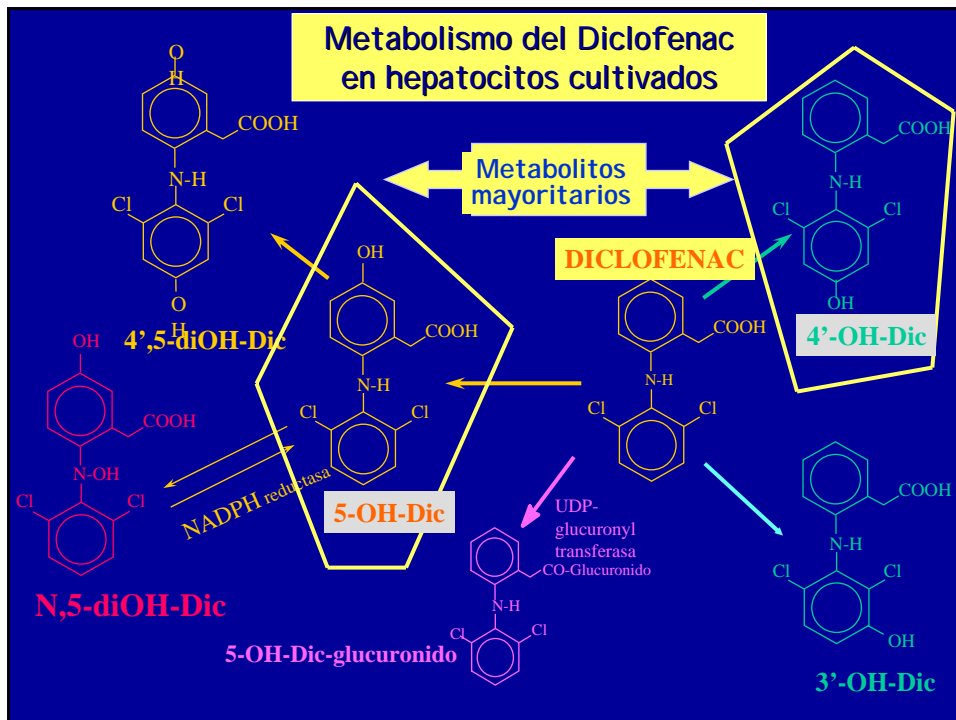 Metabolismo del Diclofenac
en hepatocitos cultivados
O
H
COOH
N-H
Cl
Cl
O
H
4',5-diOH-Dic
Metabolitos
mayoritarios
COOH
N-H
Cl
Cl
OH
4'-OH-Dic
DICLOFENAC
COOH
N-H
Cl
Cl
OH
COOH
N-H
Cl
Cl
5-OH-Dic
OH
COOH
N-OH
Cl
Cl
N,5-diOH-Dic
NADPH reductasa
UDP-
glucuronyl
transferasa
CO-Glucuronido
N-H
Cl
Cl
5-OH-Dic-glucuronido
COOH
N-H
Cl
Cl
OH
3'-OH-Dic